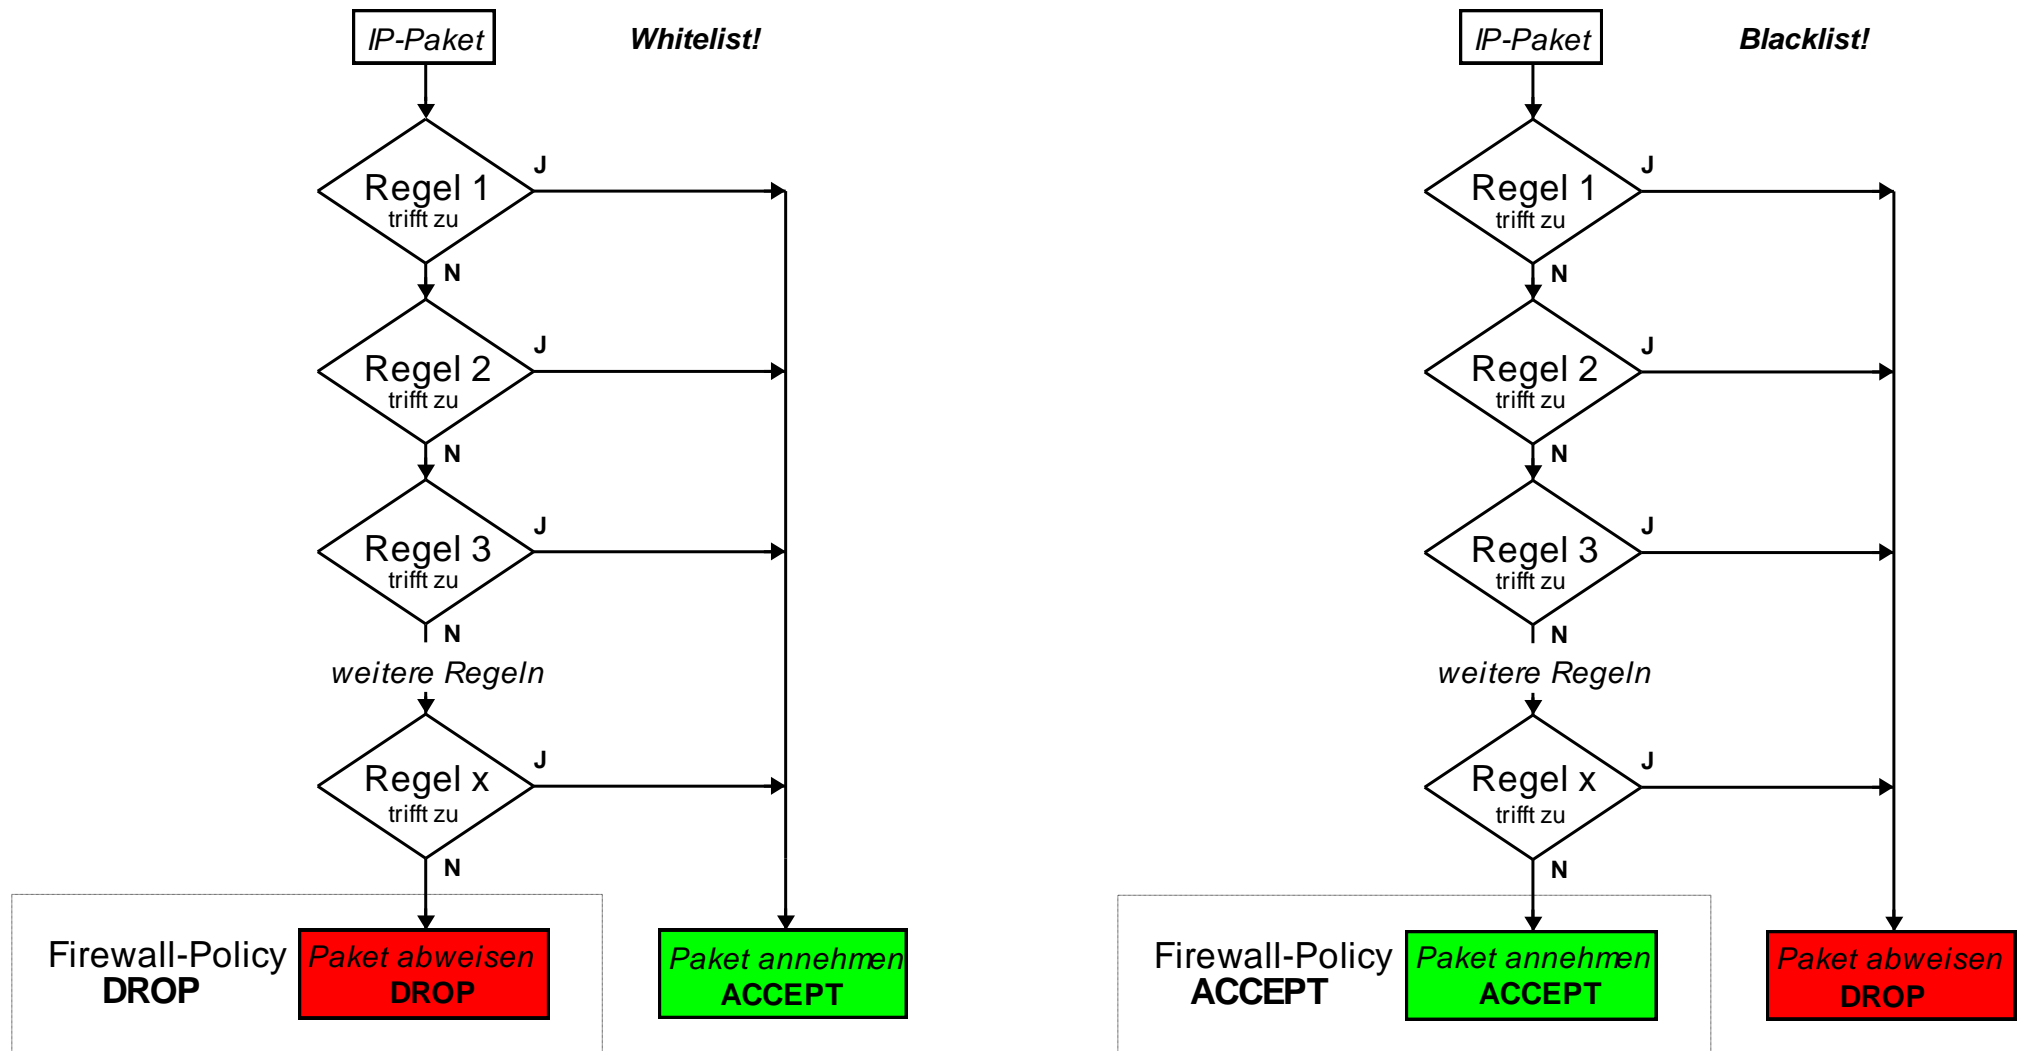 IP-Paket
Whitelist!
J
Regel 1
trifft zu
N
J
Regel 2
trifft zu
N
J
Regel 3
trifft zu
N
weitere Regeln
J
Regel x
trifft zu
N
Firewall-Policy
DROP
Paket abweisen
DROP
Paket annehmen
ACCEPT
IP-Paket
Blacklist!
J
Regel 1
trifft zu
N
J
Regel 2
trifft zu
N
J
Regel 3
trifft zu
N
weitere Regeln
J
Regel x
trifft zu
N
Firewall-Policy
ACCEPT
Paket annehmen
ACCEPT
Paket abweisen
DROP